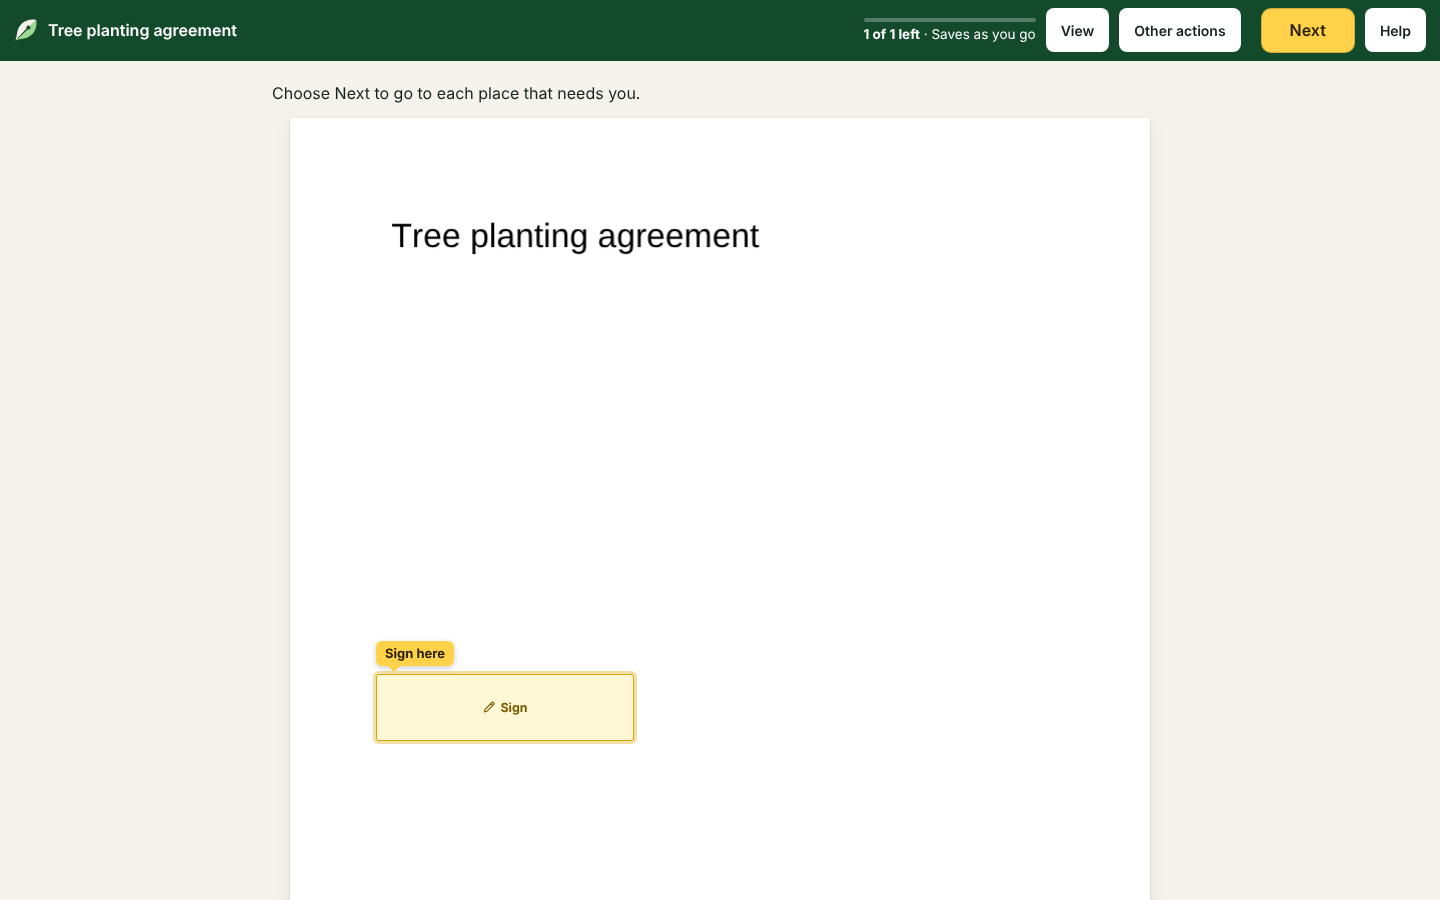 Tree planting agreement
1 of 1 left · Saves as you go
View
Other actions
Next
Help
Choose Next to go to each place that needs you.
Tree planting agreement
Sign here
Sign